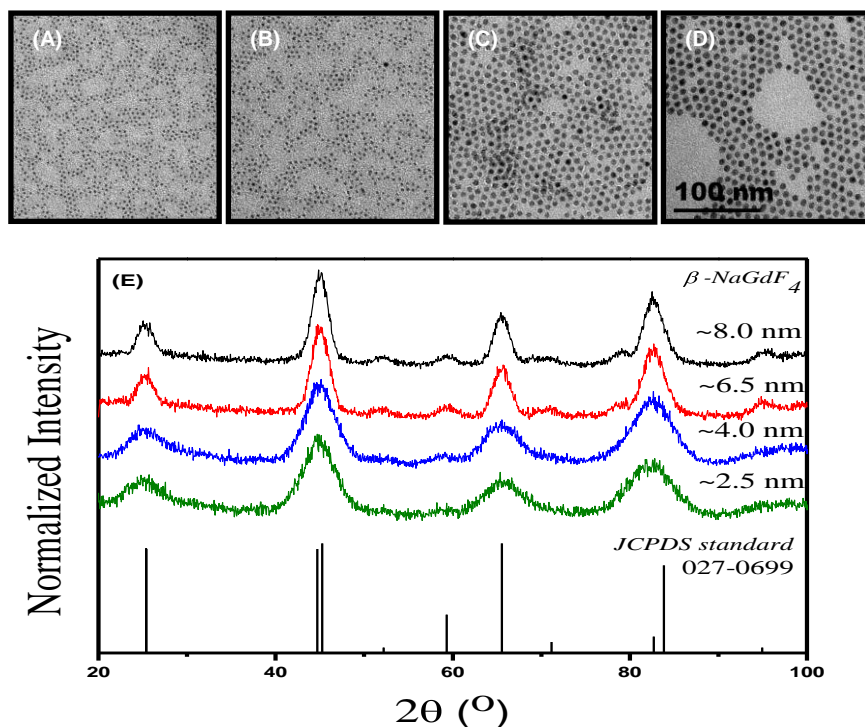 (A) (B) (C) (D)
100 nm
(E)
β -NaGdF4
~8.0 nm
~6.5 nm
~4.0 nm
~2.5 nm
JCPDS standard
027-0699
Normalized Intensity
20 40 60 80 100
2θ (O)